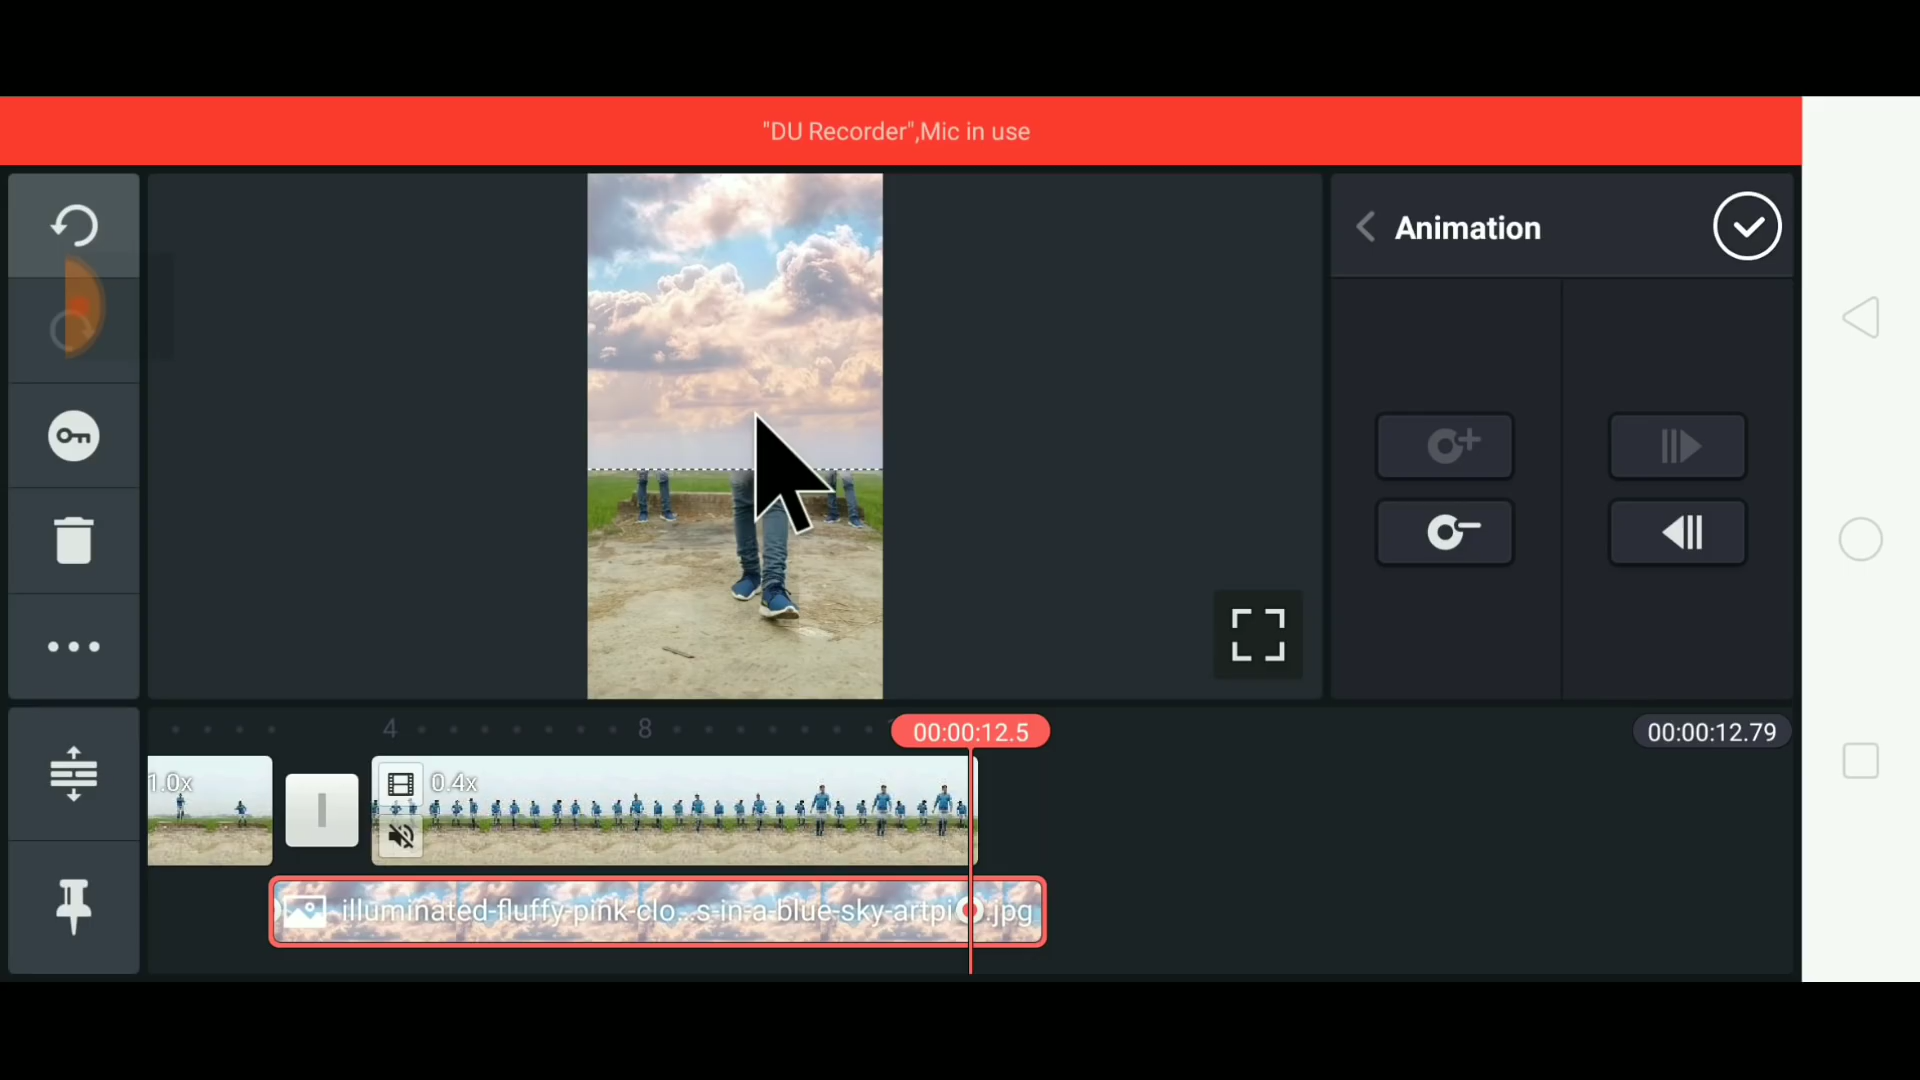 "DU Recorder",Mic in use
Animation
4
8
00:00:12.5
00:00:12.79
1.0x
0.4x
illuminated-fluffy-pink-clo...s-in-a-blue-sky-artpi
.jpg